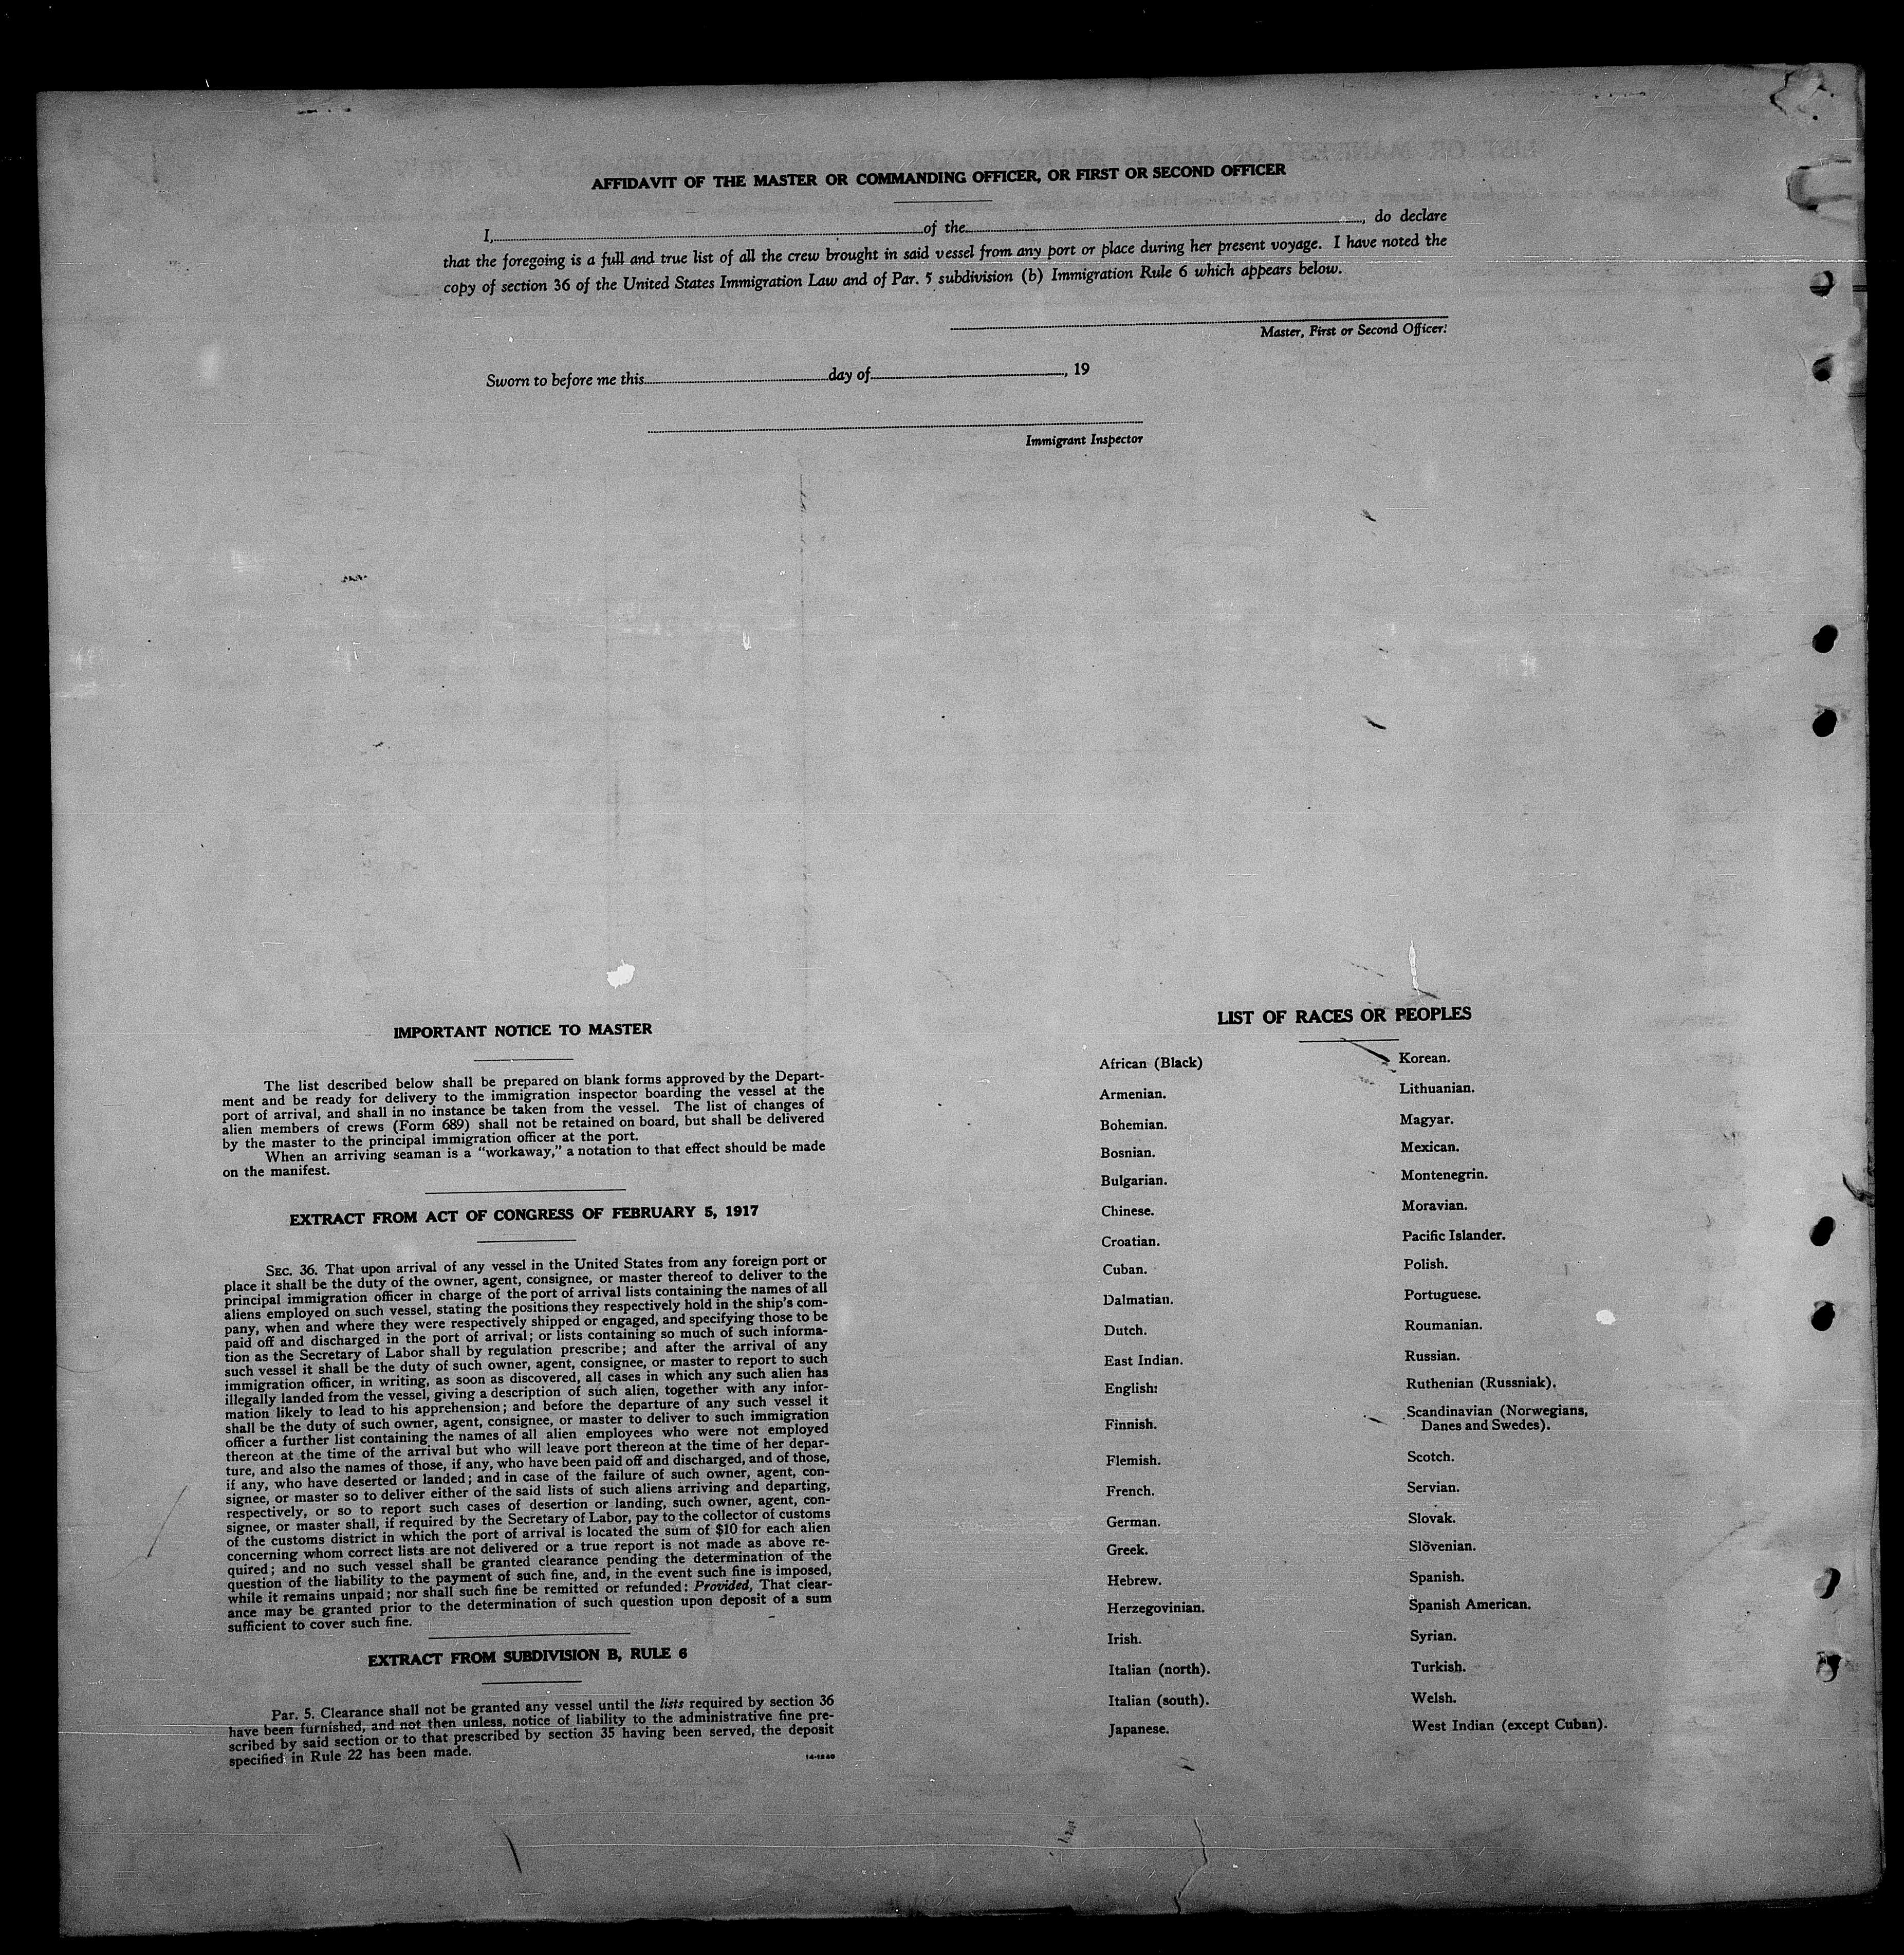 AFFIDAVIT OF THE MASTER OR COMMANDING OFFICER, OR FIRST OR SECOND OFFICER
I, of the , do declare
that the foregoing is a full and true list of all the crew brought in said vessel from any port or place during her present voyage. I have noted the
copy of section 36 of the United States Immigration Law and of Par. 5 subdivision (b) Immigration Rule 6 which appears below.
Master, First or Second Officer.
Sworn to before me this day of , 19
Immigrant Inspector
IMPORTANT NOTICE TO MASTER
The list described below shall be prepared on blank forms approved by the Depart-
ment and be ready for delivery to the immigration inspector boarding the vessel at the
port of arrival, and shall in no instance be taken from the vessel. The list of changes of
alien members of crews (Form 689) shall not be retained on board, but shall be delivered
by the master to the principal immigration officer at the port.
When an arriving seaman is a "workaway," a notation to that effect should be made
on the manifest.
EXTRACT FROM ACT OF CONGRESS OF FEBRUARY 5, 1917
SEC. 36. That upon arrival of any vessel in the United States from any foreign port or
place it shall be the duty of the owner, agent, consignee, or master thereof to deliver to the
principal immigration officer in charge of the port of arrival lists containing the names of all
aliens employed on such vessel, stating the positions they respectively hold in the ship's com-
pany, when and where they were respectively shipped or engaged, and specifying those to be
paid off and discharged in the port of arrival; or lists containing so much of such informa-
tion as the Secretary of Labor shall by regulation prescribe; and after the arrival of any
such vessel it shall be the duty of such owner, agent, consignee, or master to report to such
immigration officer, in writing, as soon as discovered, all cases in which any such alien has
illegally landed from the vessel, giving a description of such alien, together with any infor-
mation likely to lead to his apprehension; and before the departure of any such vessel it
shall be the duty of such owner, agent, consignee, or master to deliver to such immigration
officer a further list containing the names of all alien employees who were not employed
thereon at the time of the arrival but who will leave port thereon at the time of her depar-
ture, and also the names of those, if any, who have been paid off and discharged, and of those,
if any, who have deserted or landed; and in case of the failure of such owner, agent, con-
signee, or master so to deliver either of the said lists of such aliens arriving and departing,
respectively, or so to report such cases of desertion or landing, such owner, agent, con-
signee, or master shall, if required by the Secretary of Labor, pay to the collector of customs
of the customs district in which the port of arrival is located the sum of $10 for each alien
concerning whom correct lists are not delivered or a true report is not made as above re-
quired; and no such vessel shall be granted clearance pending the determination of the
question of the liability to the payment of such fine, and, in the event such fine is imposed,
while it remains unpaid; nor shall such fine be remitted or refunded: Provided, That clear-
ance may be granted prior to the determination of such question upon deposit of a sum
sufficient to cover such fine.
EXTRACT FROM SUBDIVISION B, RULE 6
Par. 5. Clearance shall not be granted any vessel until the lists required by section 36
have been furnished, and not then unless, notice of liability to the administrative fine pre-
scribed by said section or to that prescribed by section 35 having been served, the deposit
specified in Rule 22 has been made.
14-1240
LIST OF RACES OR PEOPLES
African (Black)
Armenian.
Bohemian.
Bosnian.
Bulgarian.
Chinese.
Croatian.
Cuban.
Dalmatian.
Dutch.
East Indian.
English.
Finnish.
Flemish.
French.
German.
Greek.
Hebrew.
Herzegovinian.
Irish.
Italian (north).
Italian (south).
Japanese.
Korean.
Lithuanian.
Magyar.
Mexican.
Montenegrin.
Moravian.
Pacific Islander.
Polish.
Portuguese.
Roumanian.
Russian.
Ruthenian (Russniak).
Scandinavian (Norwegians,
Danes and Swedes).
Scotch.
Servian.
Slovak.
Slovenian.
Spanish.
Spanish American.
Syrian.
Turkish.
Welsh.
West Indian (except Cuban).